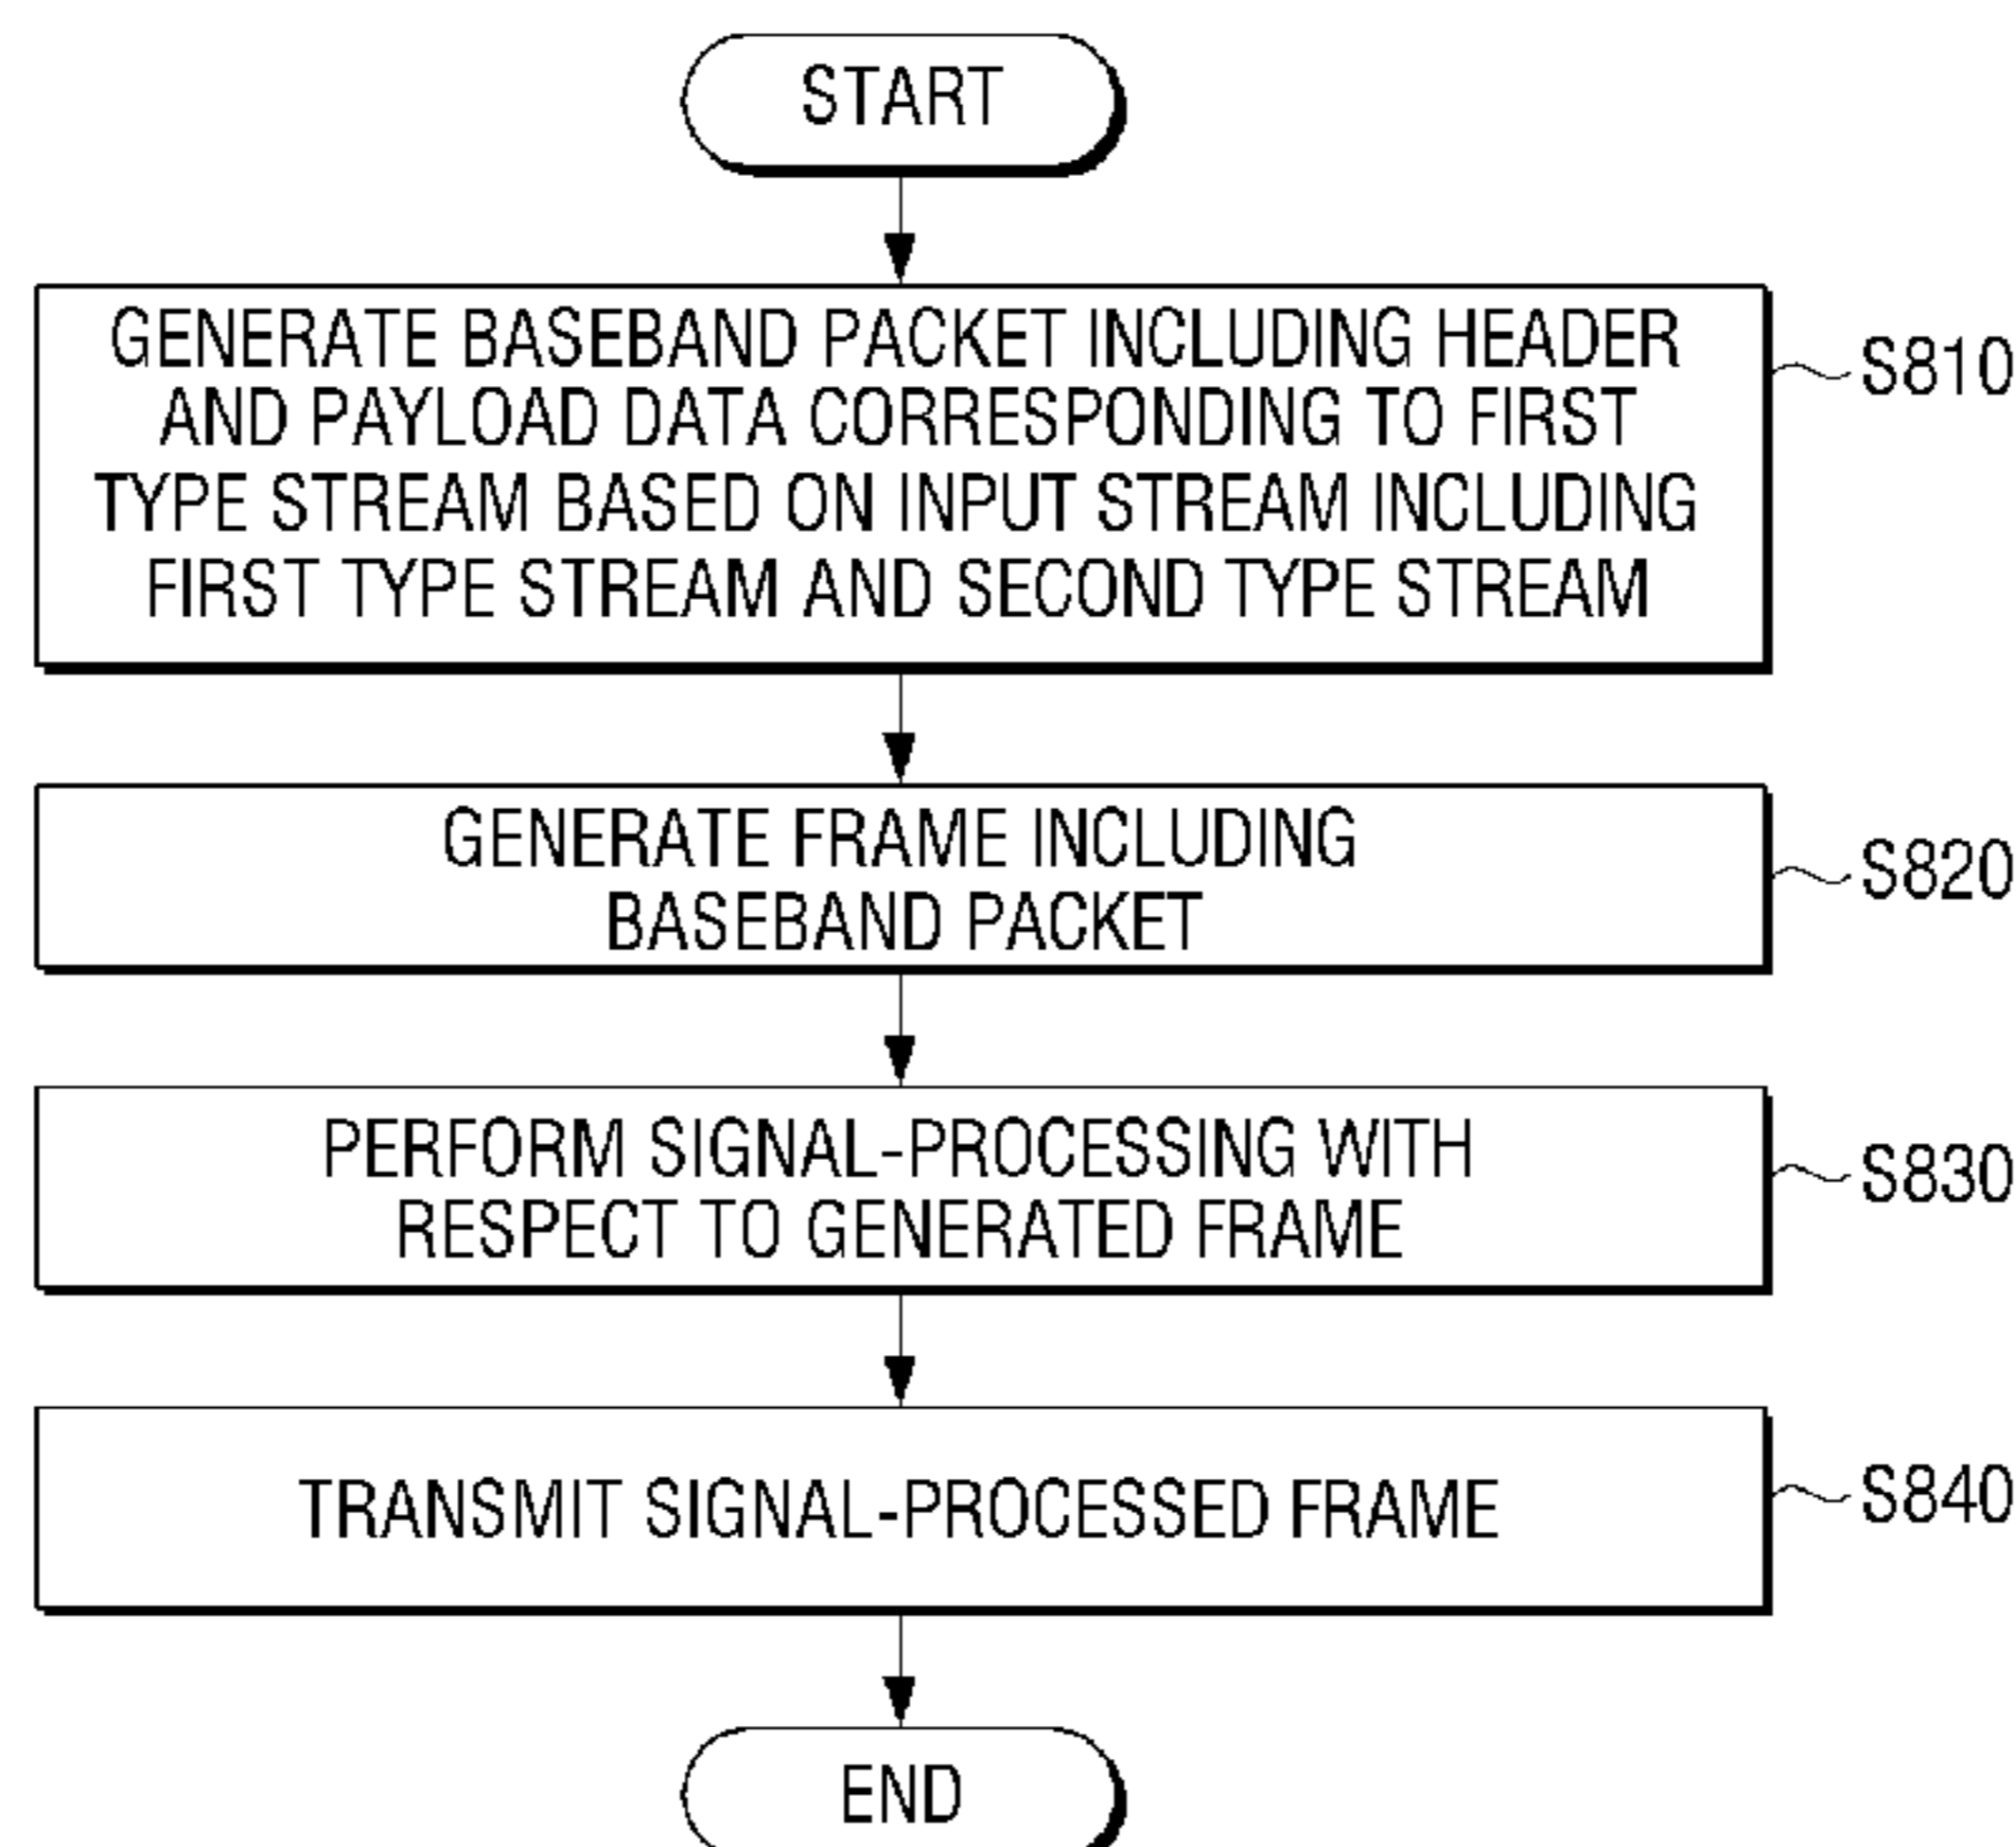 START
GENERATE BASEBAND PACKET INCLUDING HEADER
AND PAYLOAD DATA CORRESPONDING TO FIRST
TYPE STREAM BASED ON INPUT STREAM INCLUDING
FIRST TYPE STREAM AND SECOND TYPE STREAM
S810
GENERATE FRAME INCLUDING
BASEBAND PACKET
S820
PERFORM SIGNAL-PROCESSING WITH
RESPECT TO GENERATED FRAME
S830
TRANSMIT SIGNAL-PROCESSED FRAME
S840
END